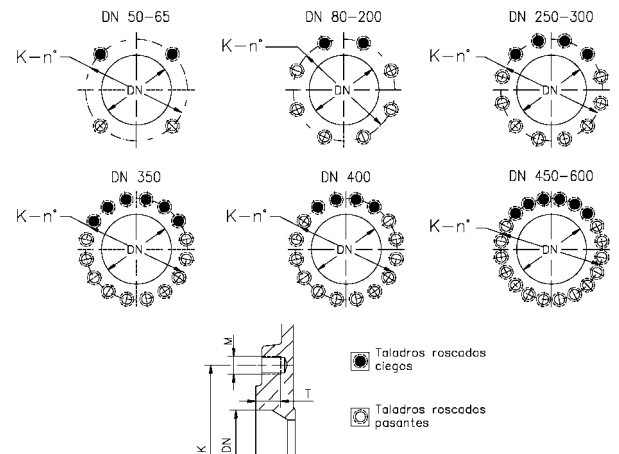 DN 50-65
K-n°
DN
DN 80-200
K-n°
DN
DN 250-300
K-n°
DN
DN 350
K-n°
DN
DN 400
K-n°
DN
DN 450-600
K-n°
DN
M
T
K
DN
Taladros roscados
ciegos
Taladros roscados
pasantes